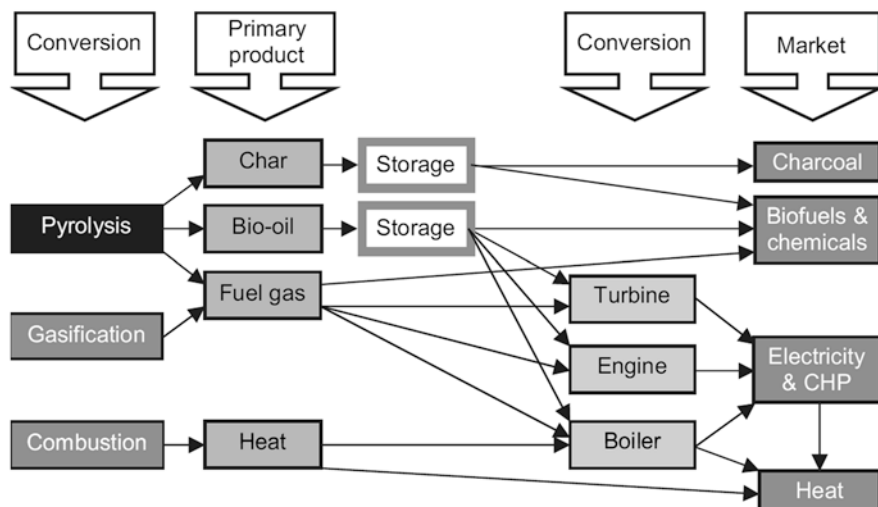 Conversion
Primary
product
Conversion
Market
Char
Storage
Charcoal
Pyrolysis
Bio-oil
Storage
Biofuels &
chemicals
Fuel gas
Turbine
Gasification
Engine
Electricity
& CHP
Combustion
Heat
Boiler
Heat